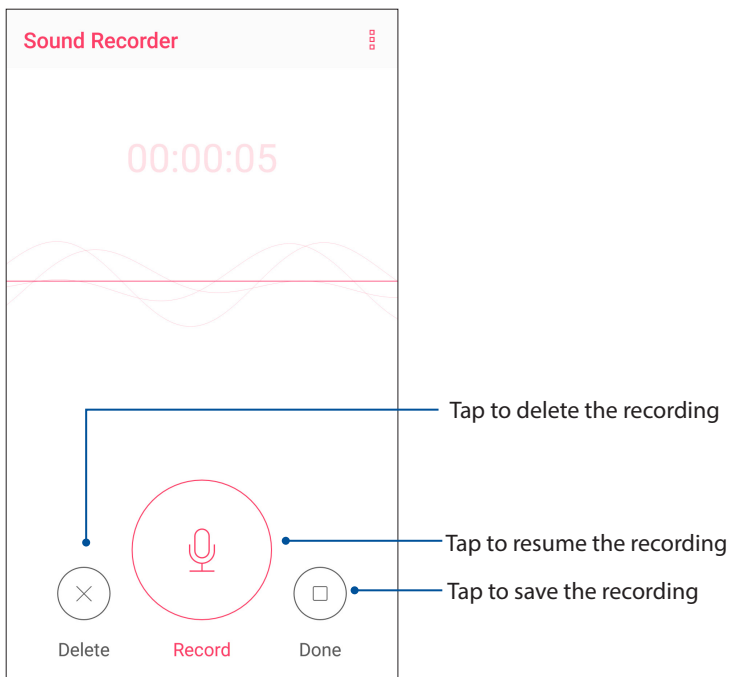 Sound Recorder
00:00:05
Tap to delete the recording
Tap to resume the recording
Tap to save the recording
Delete
Record
Done